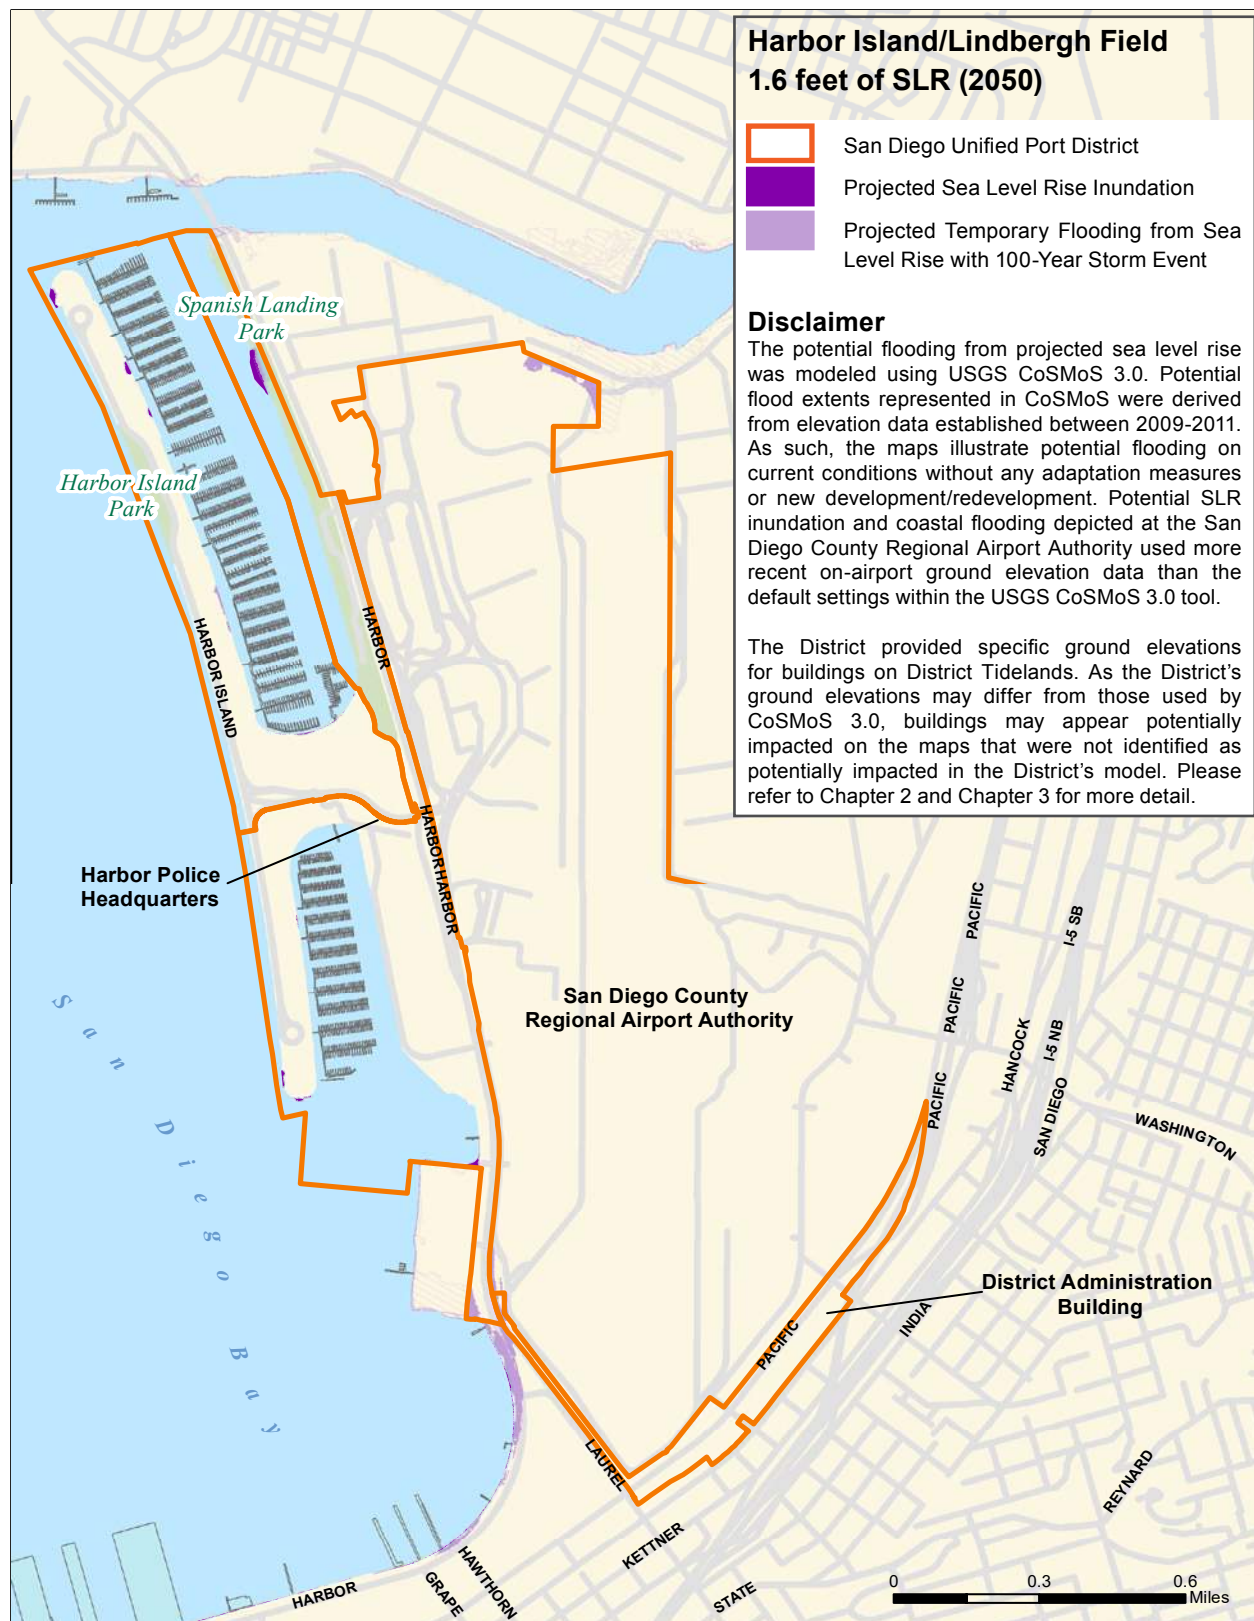 Harbor Island/Lindbergh Field
1.6 feet of SLR (2050)
San Diego Unified Port District
Projected Sea Level Rise Inundation
Projected Temporary Flooding from Sea
Level Rise with 100-Year Storm Event
Disclaimer
The potential flooding from projected sea level rise
was modeled using USGS CoSMoS 3.0. Potential
flood extents represented in CoSMoS were derived
from elevation data established between 2009-2011.
As such, the maps illustrate potential flooding on
current conditions without any adaptation measures
or new development/redevelopment. Potential SLR
inundation and coastal flooding depicted at the San
Diego County Regional Airport Authority used more
recent on-airport ground elevation data than the
default settings within the USGS CoSMoS 3.0 tool.
The District provided specific ground elevations
for buildings on District Tidelands. As the District's
ground elevations may differ from those used by
CoSMoS 3.0, buildings may appear potentially
impacted on the maps that were not identified as
potentially impacted in the District's model. Please
refer to Chapter 2 and Chapter 3 for more detail.
Spanish Landing
Park
Harbor Island
Park
HARBOR ISLAND
HARBOR
HARBOR
HARBOR
Harbor Police
Headquarters
San Diego County
Regional Airport Authority
San Diego Bay
PACIFIC
PACIFIC
PACIFIC
I-5 SB
I-5 NB
HANCOCK
SAN DIEGO
WASHINGTON
District Administration
Building
INDIA
PACIFIC
LAUREL
REYNARD
KETTNER
STATE
HAWTHORN
GRAPE
HARBOR
0
0.3
0.6
Miles